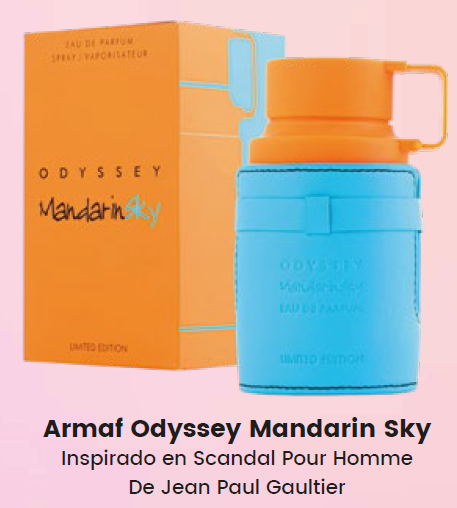 EAU DE PARFUM
SPRAY / VAPORISATEUR
ODYSSEY
MandarinSky
LIMITED EDITION
ODYSSEY
MandarinSky
EAU DE PARFUM
LIMITED EDITION
Armaf Odyssey Mandarin Sky
Inspirado en Scandal Pour Homme
De Jean Paul Gaultier